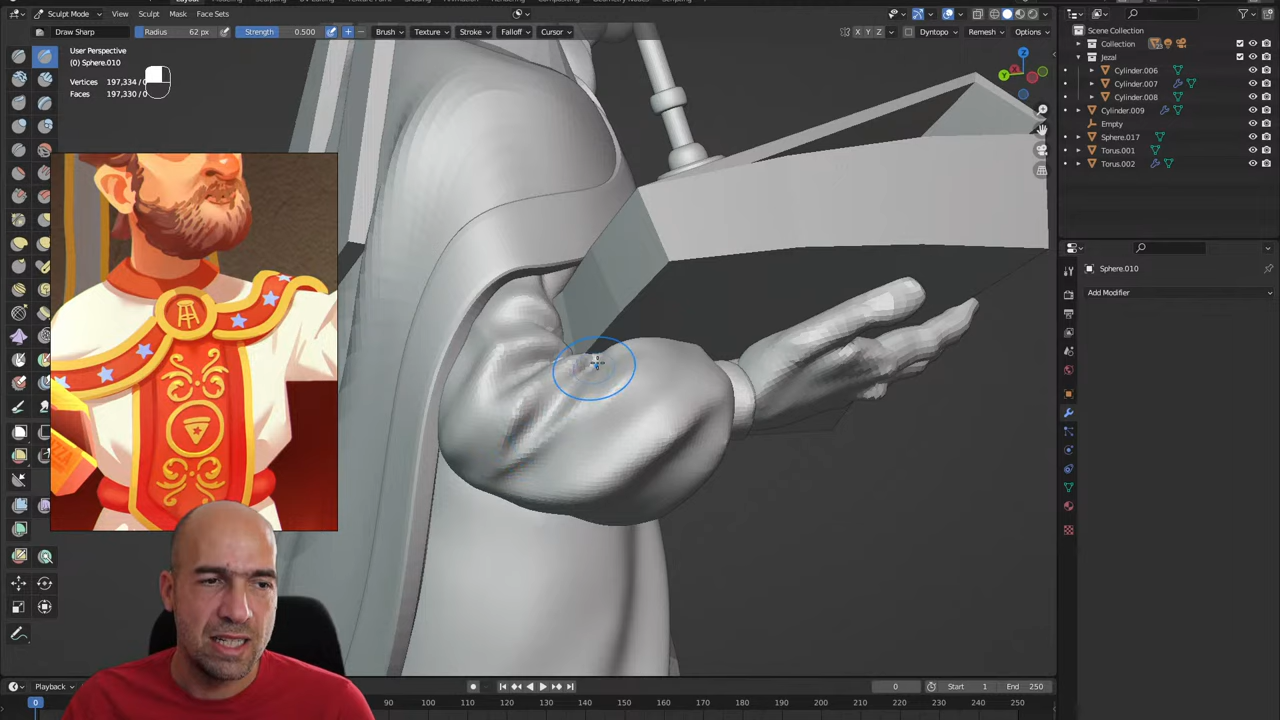 Sculpt Mode View Sculpt Mask Face Sets
Draw Sharp Radius 62 px Strength 0.500 Brush Texture Stroke Falloff Cursor X Y Z Dyntopo Remesh Options
User Perspective
(0) Sphere.010
Vertices 197,334 / 0
Faces 197,330 / 0
Z
Y
X
PIZZA
Scene Collection
Collection
Jezal
Cylinder.006
Cylinder.007
Cylinder.008
Cylinder.009
Empty
Sphere.017
Torus.001
Torus.002
Sphere.010
Add Modifier
Playback 0 Start 1 End 250
0 90 100 110 120 130 140 150 160 170 180 190 200 210 220 230 240 250